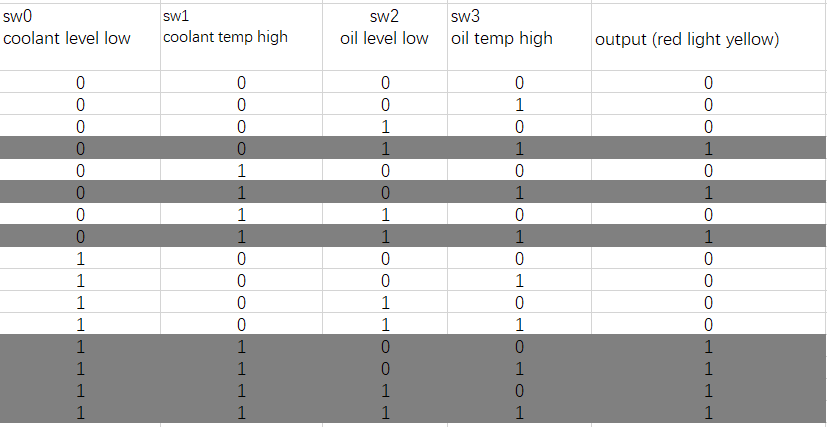 sw0 sw1 sw2 sw3
coolant level low coolant temp high oil level low oil temp high output (red light yellow)
0 0 0 0 0
0 0 0 1 0
0 0 1 0 0
0 0 1 1 1
0 1 0 0 0
0 1 0 1 1
0 1 1 0 0
0 1 1 1 1
1 0 0 0 0
1 0 0 1 0
1 0 1 0 0
1 0 1 1 0
1 1 0 0 1
1 1 0 1 1
1 1 1 0 1
1 1 1 1 1